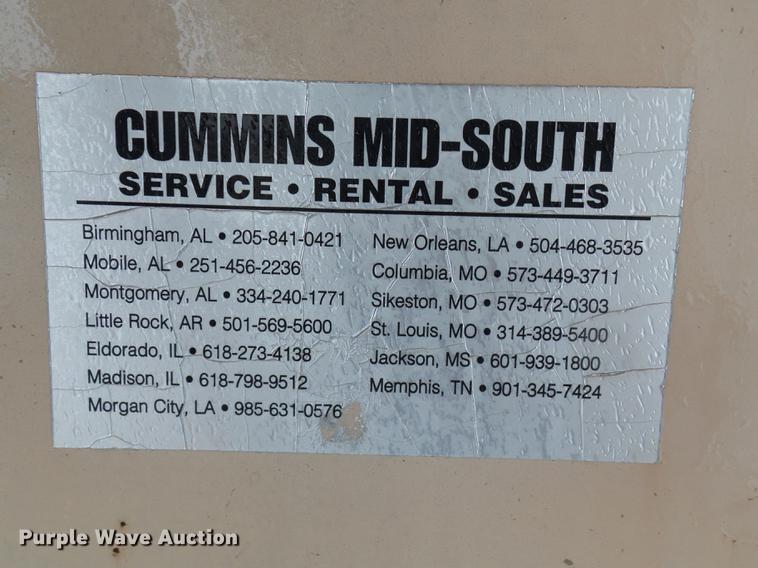 CUMMINS MID-SOUTH
SERVICE • RENTAL • SALES
Birmingham, AL • 205-841-0421
Mobile, AL • 251-456-2236
Montgomery, AL • 334-240-1771
Little Rock, AR • 501-569-5600
Eldorado, IL • 618-273-4138
Madison, IL • 618-798-9512
Morgan City, LA • 985-631-0576
New Orleans, LA • 504-468-3535
Columbia, MO • 573-449-3711
Sikeston, MO • 573-472-0303
St. Louis, MO • 314-389-5400
Jackson, MS • 601-939-1800
Memphis, TN • 901-345-7424
Purple Wave Auction